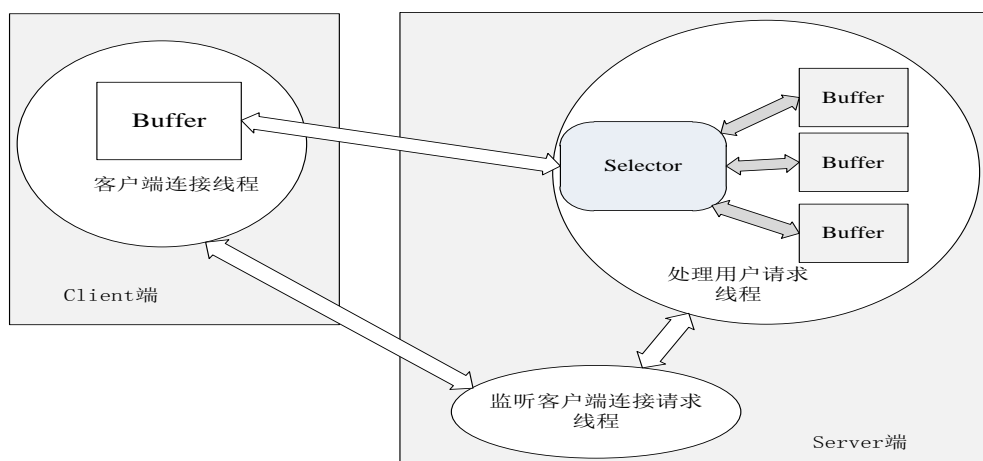 Buffer
客户端连接线程
Client端
Selector
Buffer
Buffer
Buffer
处理用户请求
线程
监听客户端连接请求
线程
Server端